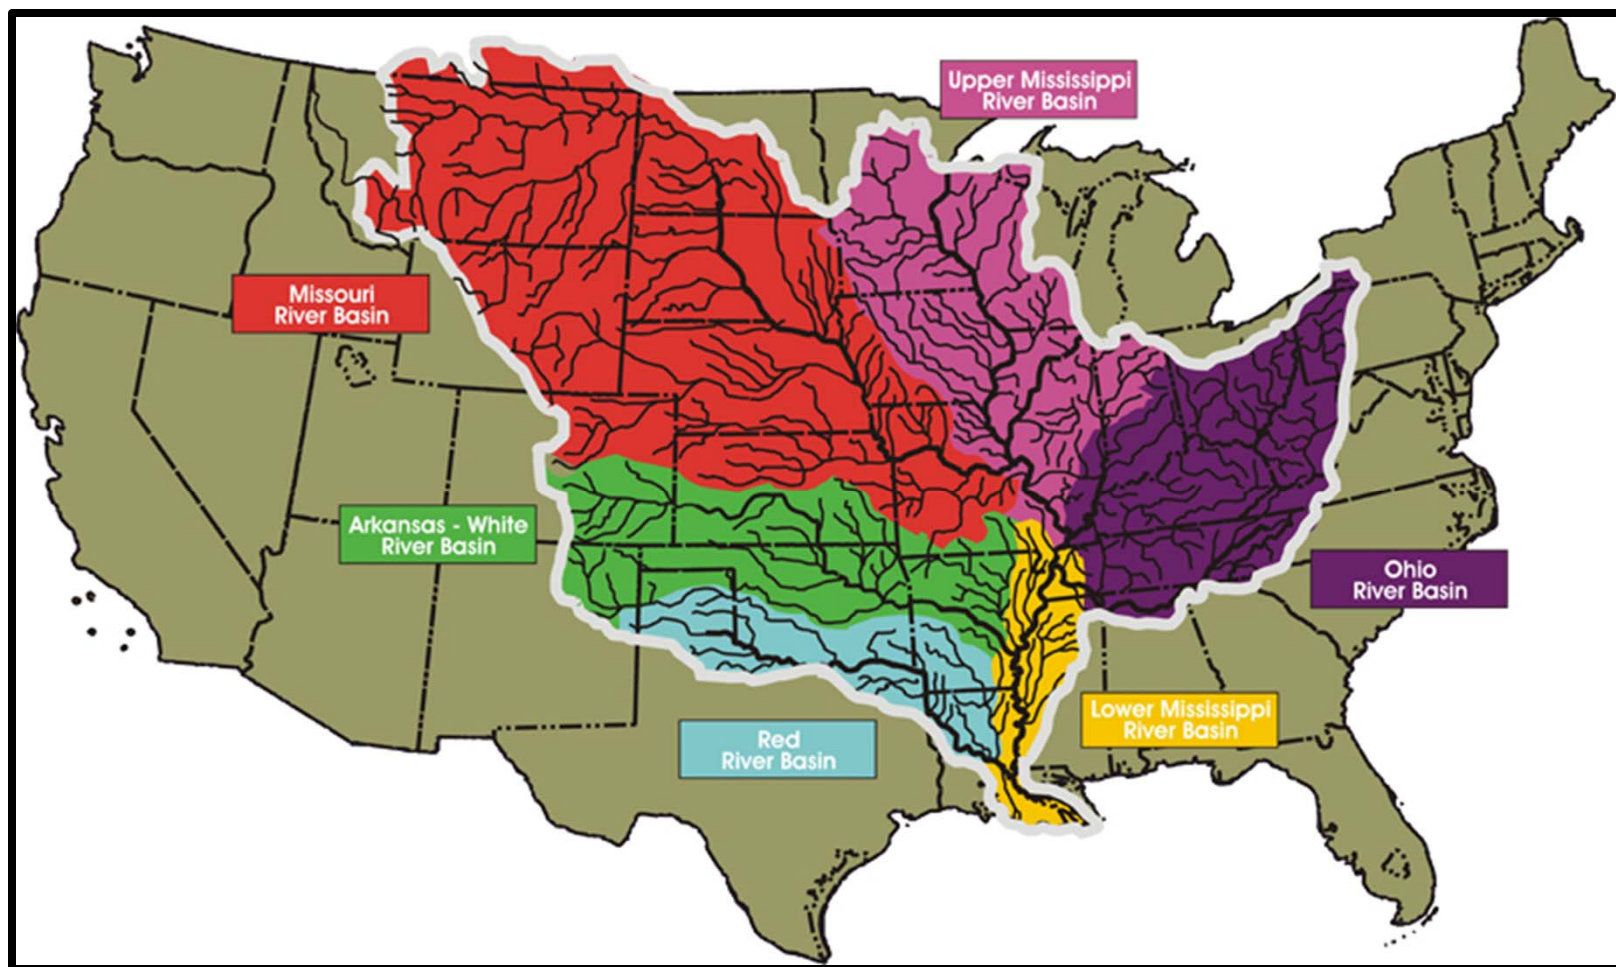 Upper Mississippi
River Basin
Missouri
River Basin
Arkansas - White
River Basin
Ohio
River Basin
Lower Mississippi
River Basin
Red
River Basin